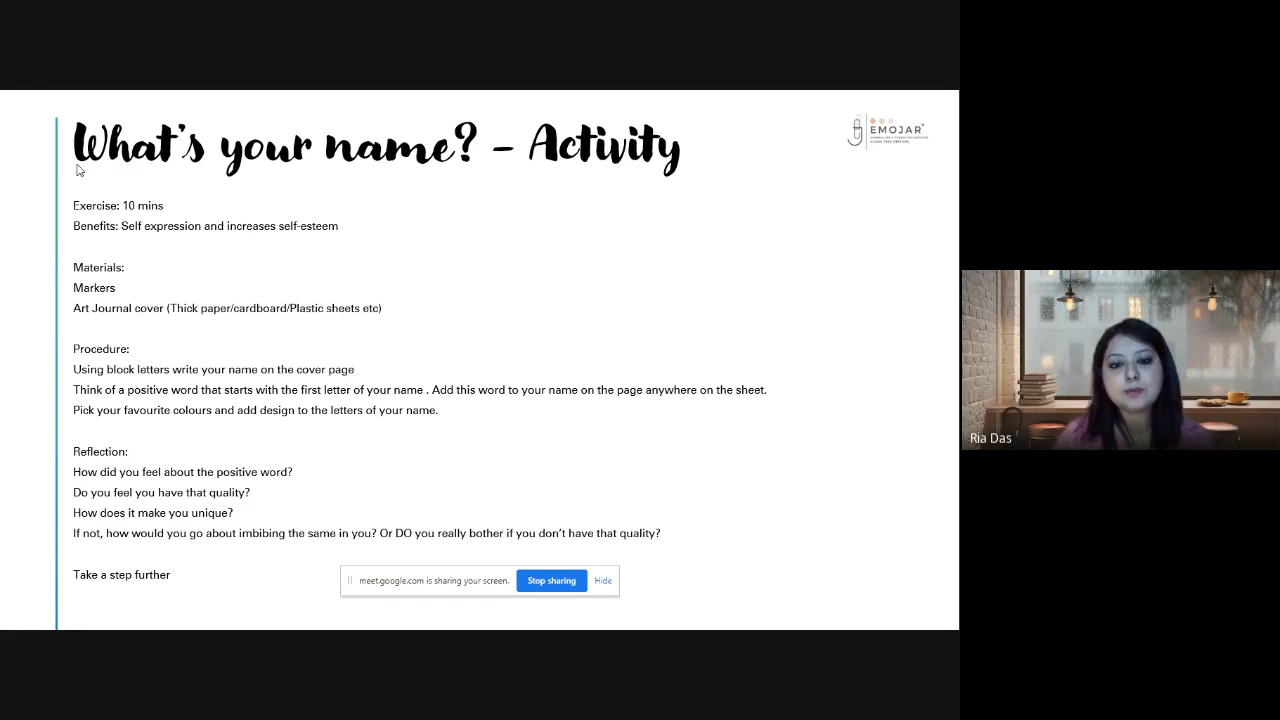 What's your name? - Activity
EMOJAR
Exercise: 10 mins
Benefits: Self expression and increases self-esteem
Materials:
Markers
Art Journal cover (Thick paper/cardboard/Plastic sheets etc)
Procedure:
Using block letters write your name on the cover page
Think of a positive word that starts with the first letter of your name . Add this word to your name on the page anywhere on the sheet.
Pick your favourite colours and add design to the letters of your name.
Reflection:
How did you feel about the positive word?
Do you feel you have that quality?
How does it make you unique?
If not, how would you go about imbibing the same in you? Or DO you really bother if you don't have that quality?
Take a step further
meet.google.com is sharing your screen. Stop sharing Hide
Ria Das